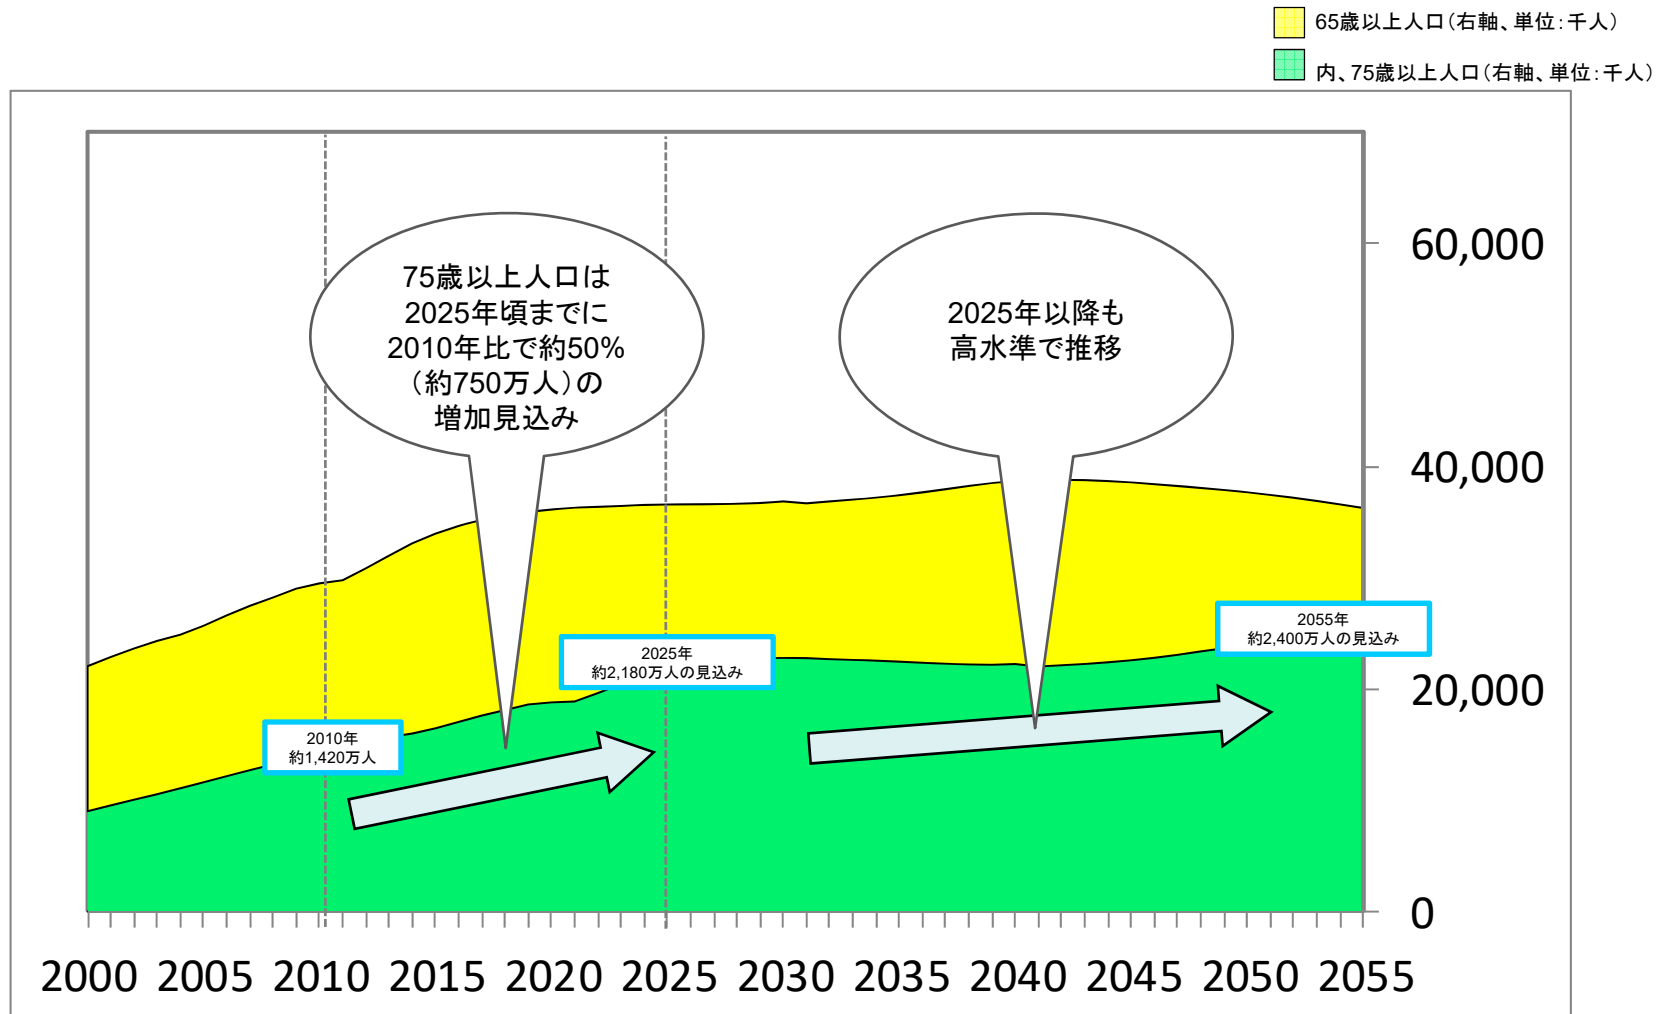 65歳以上人口(右軸、単位:千人)
内、75歳以上人口(右軸、単位:千人)
75歳以上人口は
2025年頃までに
2010年比で約50%
(約750万人)の
増加見込み
2025年以降も
高水準で推移
60,000
40,000
20,000
0
2055年
約2,400万人の見込み
2025年
約2,180万人の見込み
2010年
約1,420万人
2000 2005 2010 2015 2020 2025 2030 2035 2040 2045 2050 2055